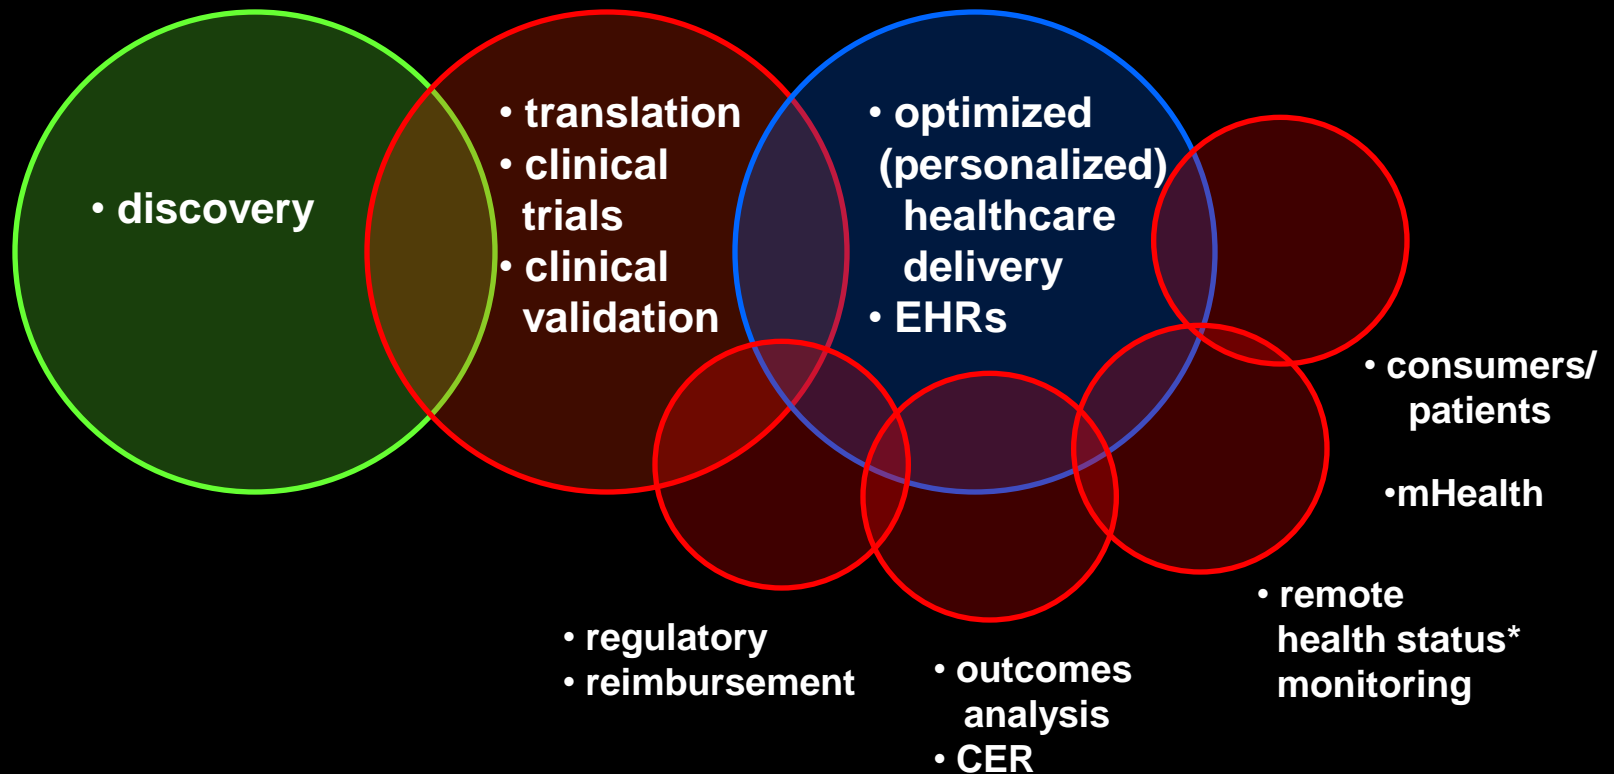 • discovery
• translation
• clinical
trials
• clinical
validation
• optimized
(personalized)
healthcare
delivery
• EHRs
• consumers/
patients
•mHealth
• remote
health status*
monitoring
• regulatory
• reimbursement
• outcomes
analysis
• CER